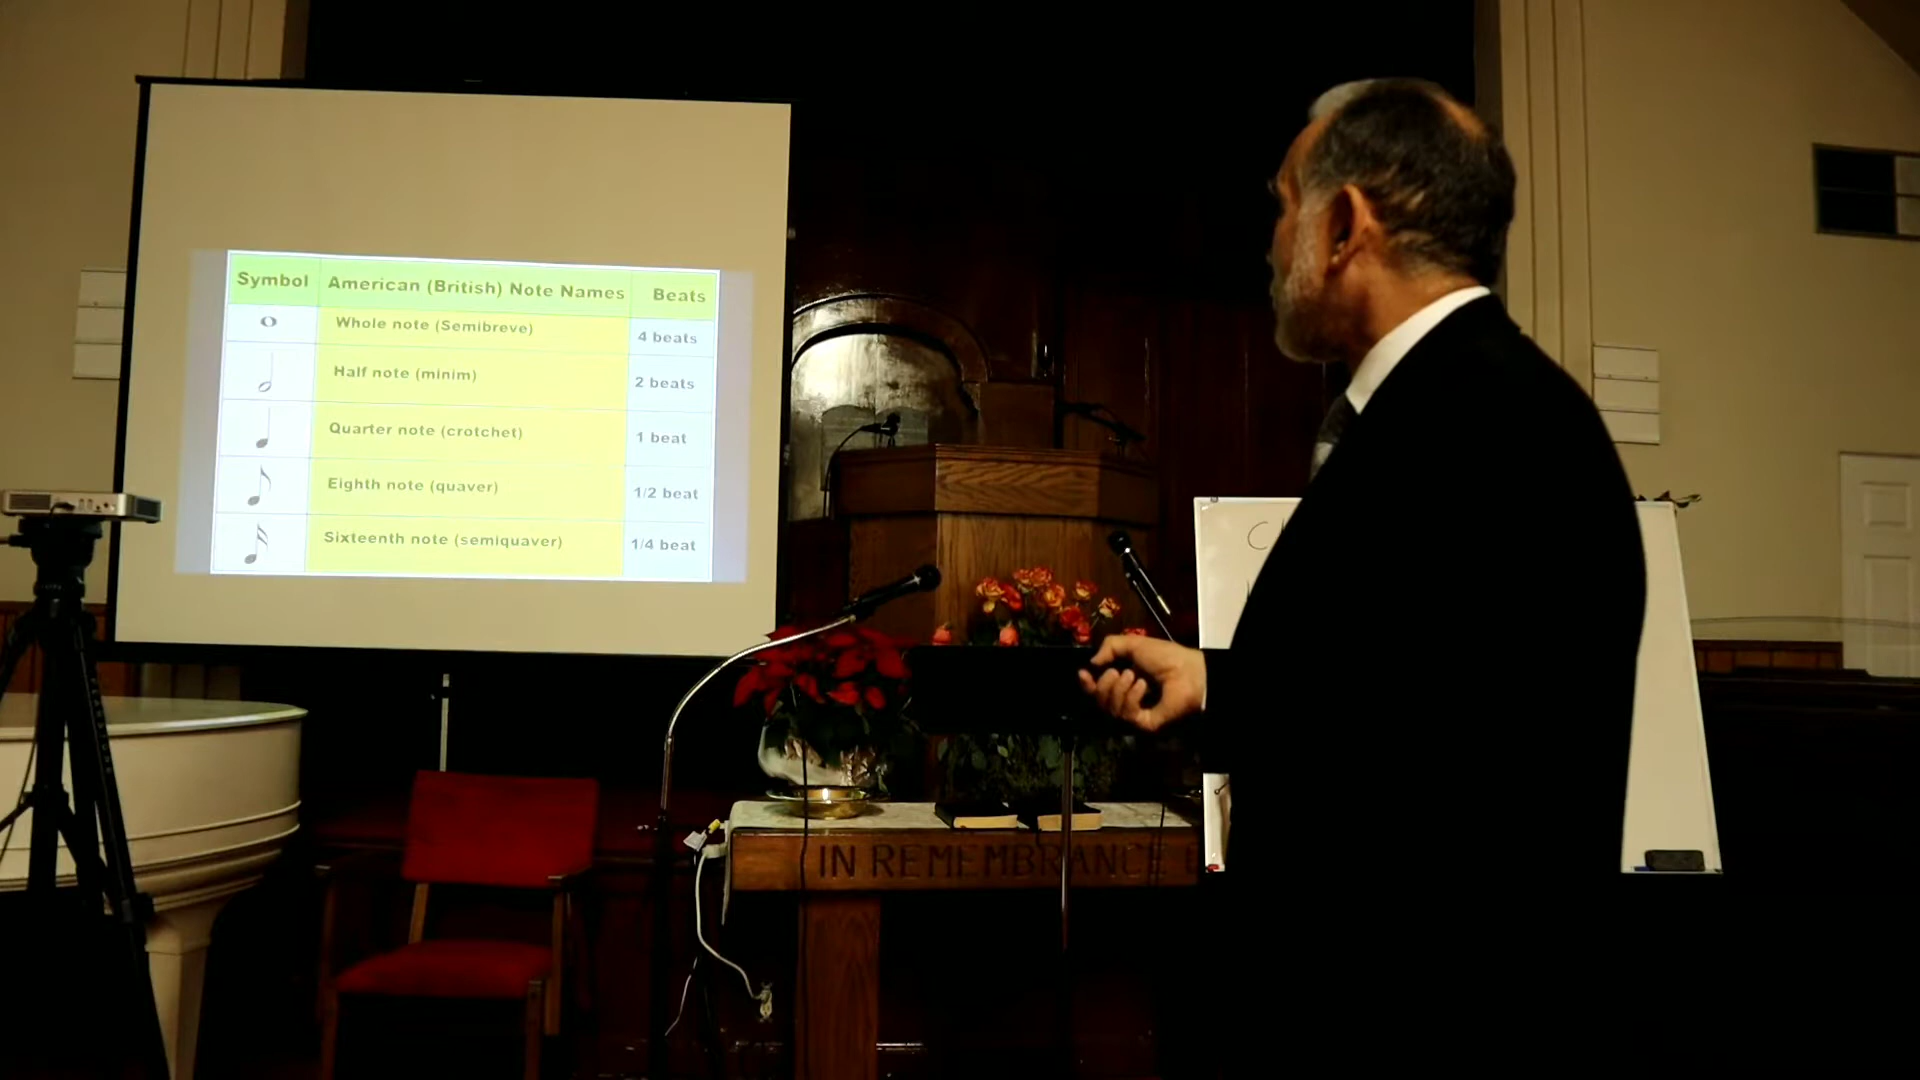 Symbol American (British) Note Names Beats
Whole note (Semibreve) 4 beats
Half note (minim) 2 beats
Quarter note (crotchet) 1 beat
Eighth note (quaver) 1/2 beat
Sixteenth note (semiquaver) 1/4 beat
IN REMEMBRANCE